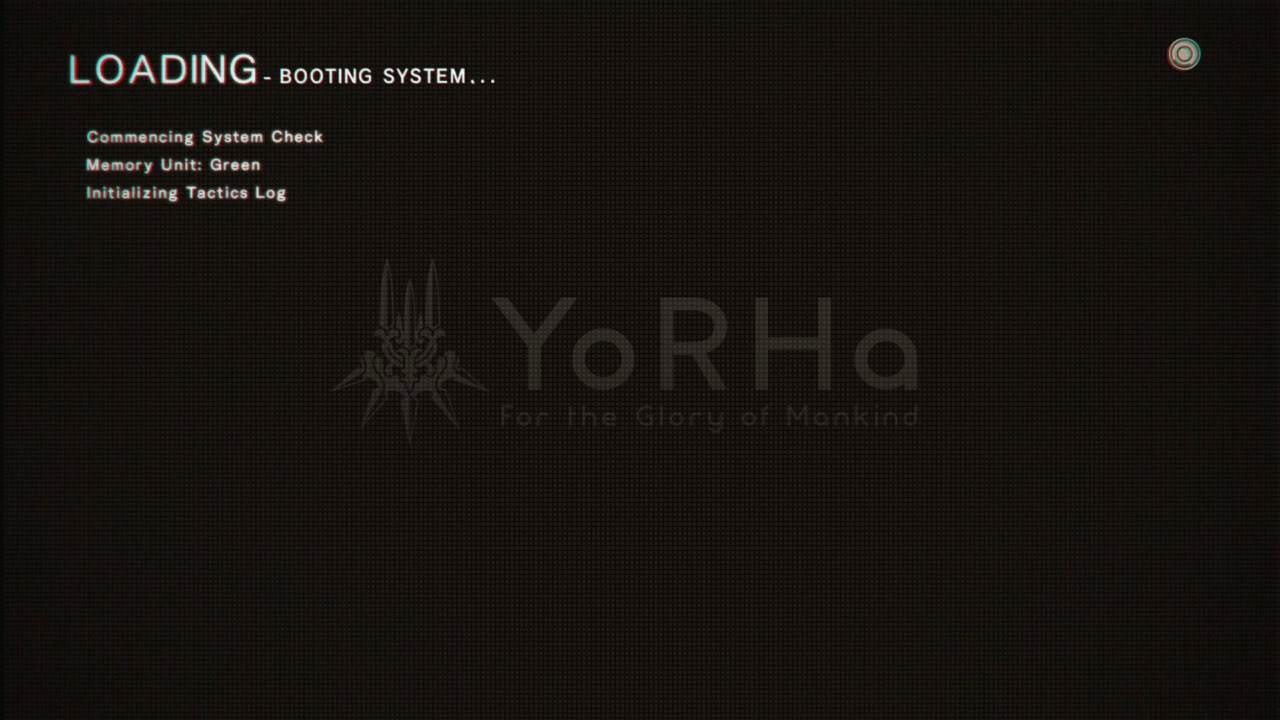 LOADING - BOOTING SYSTEM...
Commencing System Check
Memory Unit: Green
Initializing Tactics Log
YoRHa
For the Glory of Mankind